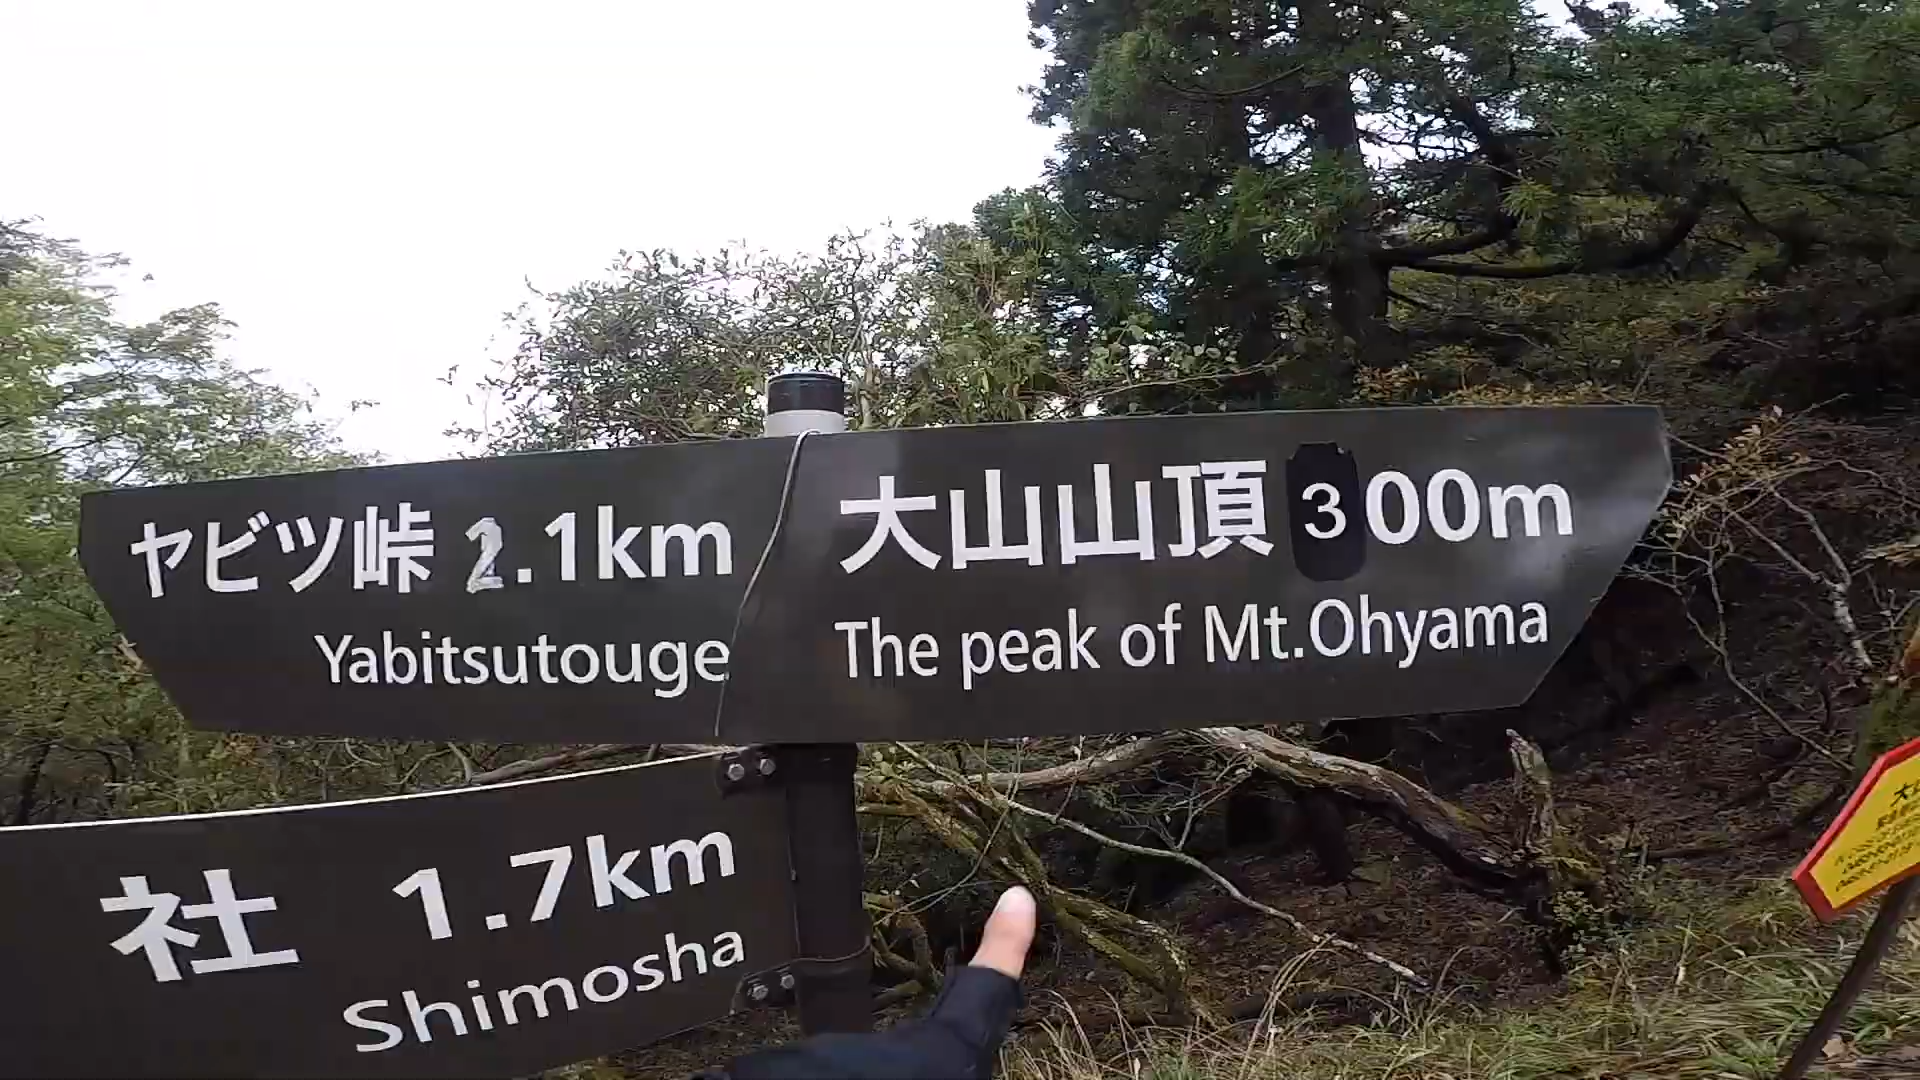 ヤビツ峠 2.1km
Yabitsutouge
大山山頂 300m
The peak of Mt.Ohyama
社 1.7km
Shimosha